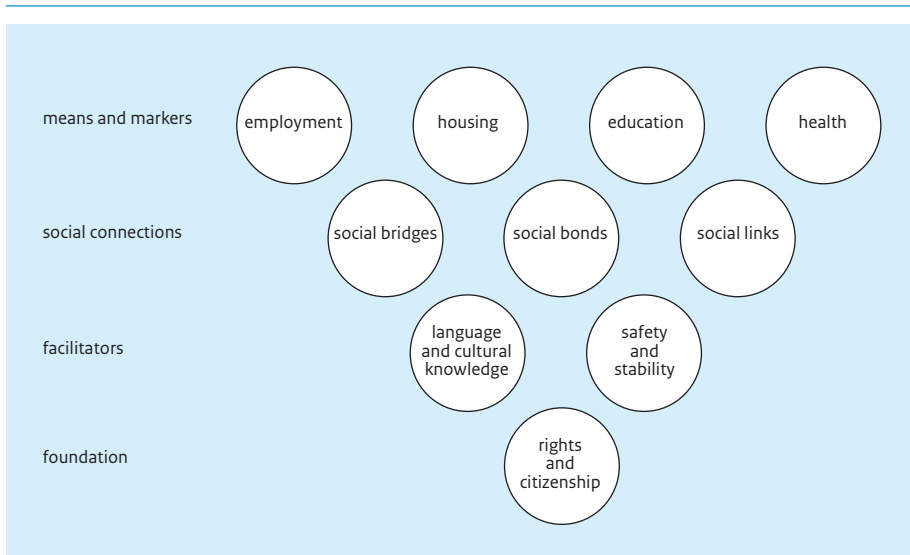 means and markers
employment
housing
education
health
social connections
social bridges
social bonds
social links
facilitators
language
and cultural
knowledge
safety
and
stability
foundation
rights
and
citizenship